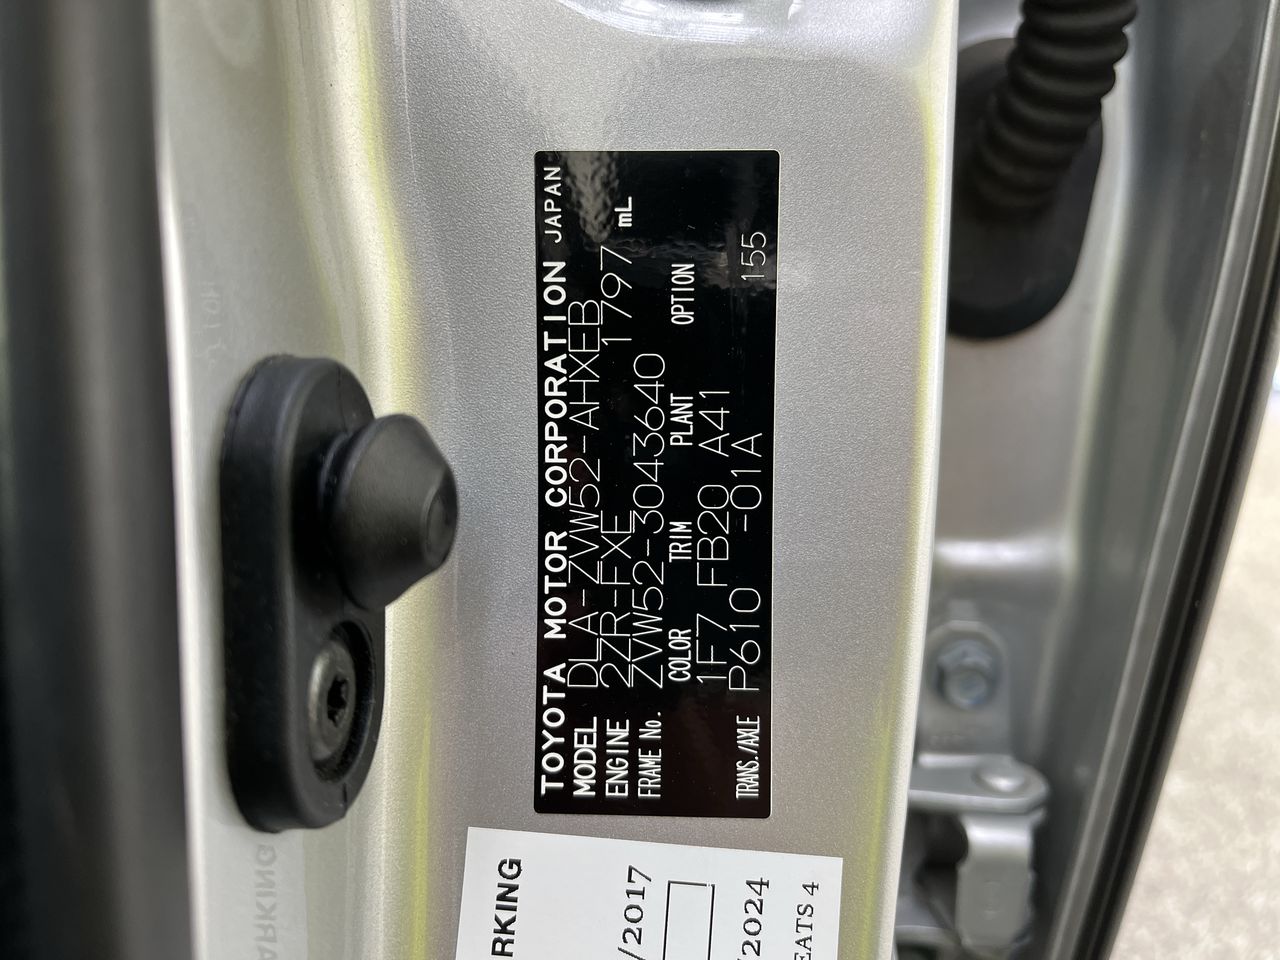 TOYOTA MOTOR CORPORATION JAPAN
MODEL DLA-ZVW52-AHXEB
ENGINE 2ZR-FXE 1797 mL
FRAME No. ZVW52-3043640
COLOR TRIM PLANT OPTION
1F7 FB20 A41
TRANS./AXLE P610 -01A 155
RKING
/2017
/2024
EATS 4